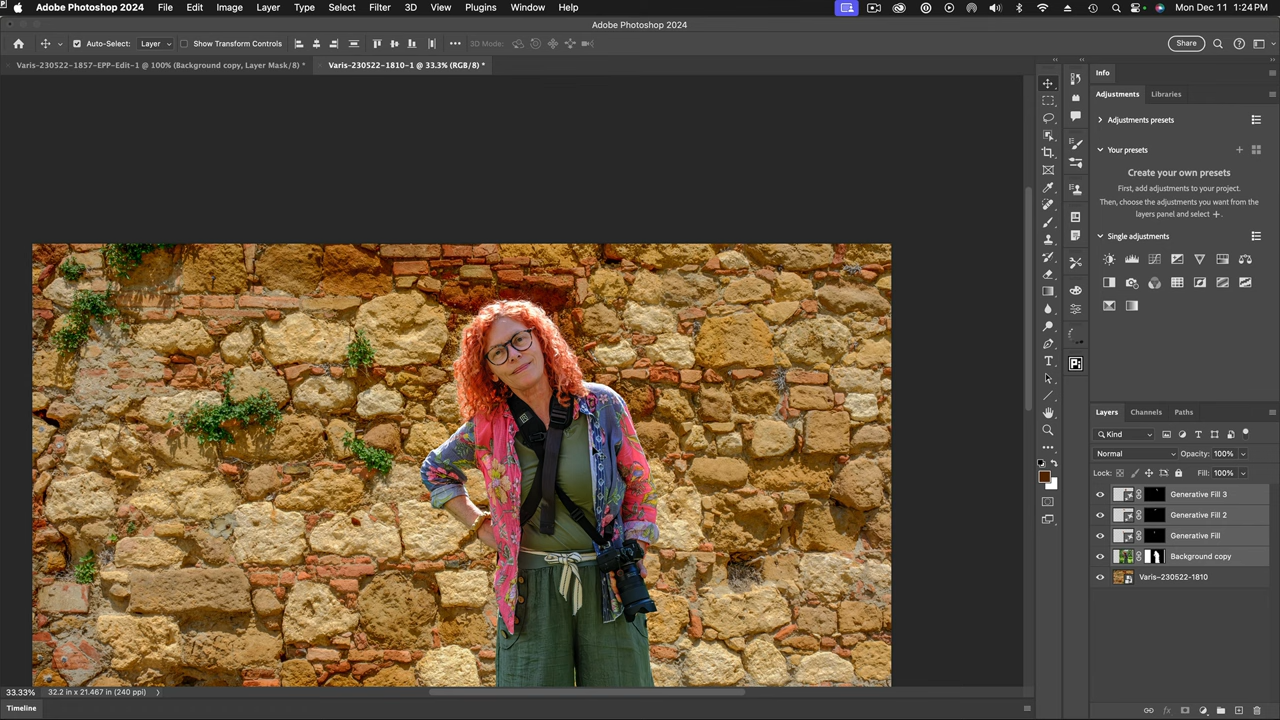 Adobe Photoshop 2024 File Edit Image Layer Type Select Filter 3D View Plugins Window Help Mon Dec 11 1:24 PM
Adobe Photoshop 2024
Auto-Select: Layer Show Transform Controls 3D Mode: Share
Varis-230522-1857-EPP-Edit-1 @ 100% (Background copy, Layer Mask/8) * Varis-230522-1810-1 @ 33.3% (RGB/8) *
Info
Adjustments Libraries
Adjustments presets
Your presets
Create your own presets
First, add adjustments to your project.
Then, choose the adjustments you want from the
layers panel and select +.
Single adjustments
Layers Channels Paths
Kind
Normal Opacity: 100%
Lock: Fill: 100%
Generative Fill 3
Generative Fill 2
Generative Fill
Background copy
Varis-230522-1810
33.33% 32.2 in x 21.467 in (240 ppi)
Timeline